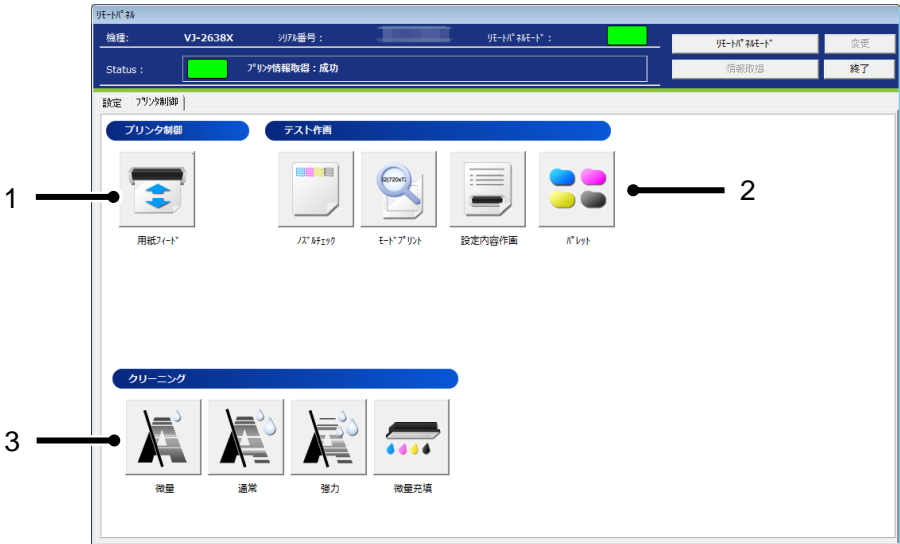 ﾘﾓｰﾄﾊﾟﾈﾙ
機種: VJ-2638X ｼﾘｱﾙ番号： ﾘﾓｰﾄﾊﾟﾈﾙﾓｰﾄﾞ： ﾘﾓｰﾄﾊﾟﾈﾙﾓｰﾄﾞ 変更
Status： ﾌﾟﾘﾝﾀ情報取得：成功 情報取得 終了
設定 ﾌﾟﾘﾝﾀ制御
プリンタ制御 テスト作画
1 2
用紙ﾌｨｰﾄﾞ ﾉｽﾞﾙﾁｪｯｸ ﾓｰﾄﾞﾌﾟﾘﾝﾄ 設定内容作画 ﾊﾟﾚｯﾄ
クリーニング
3
微量 通常 強力 微量充填